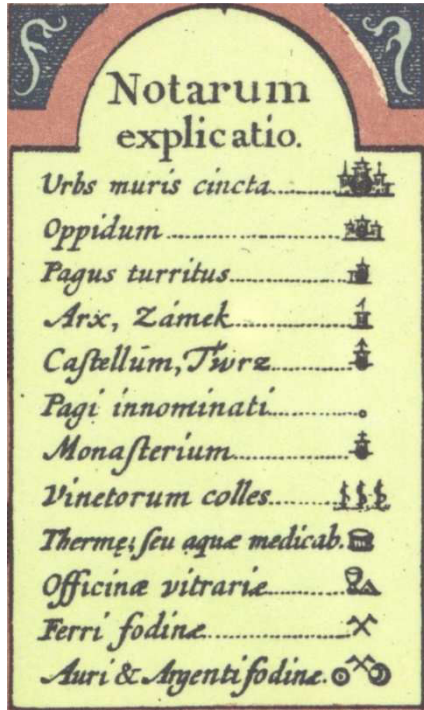 Notarum
explicatio.
Urbs muris cincta
Oppidum
Pagus turritus
Arx, Zámek
Caſtellum, Twrz
Pagi innominati
Monaſterium
Vinetorum colles
Thermę; ſeu aquæ medicab.
Officinæ vitrariæ
Ferri fodinæ
Auri & Argenti fodinæ.